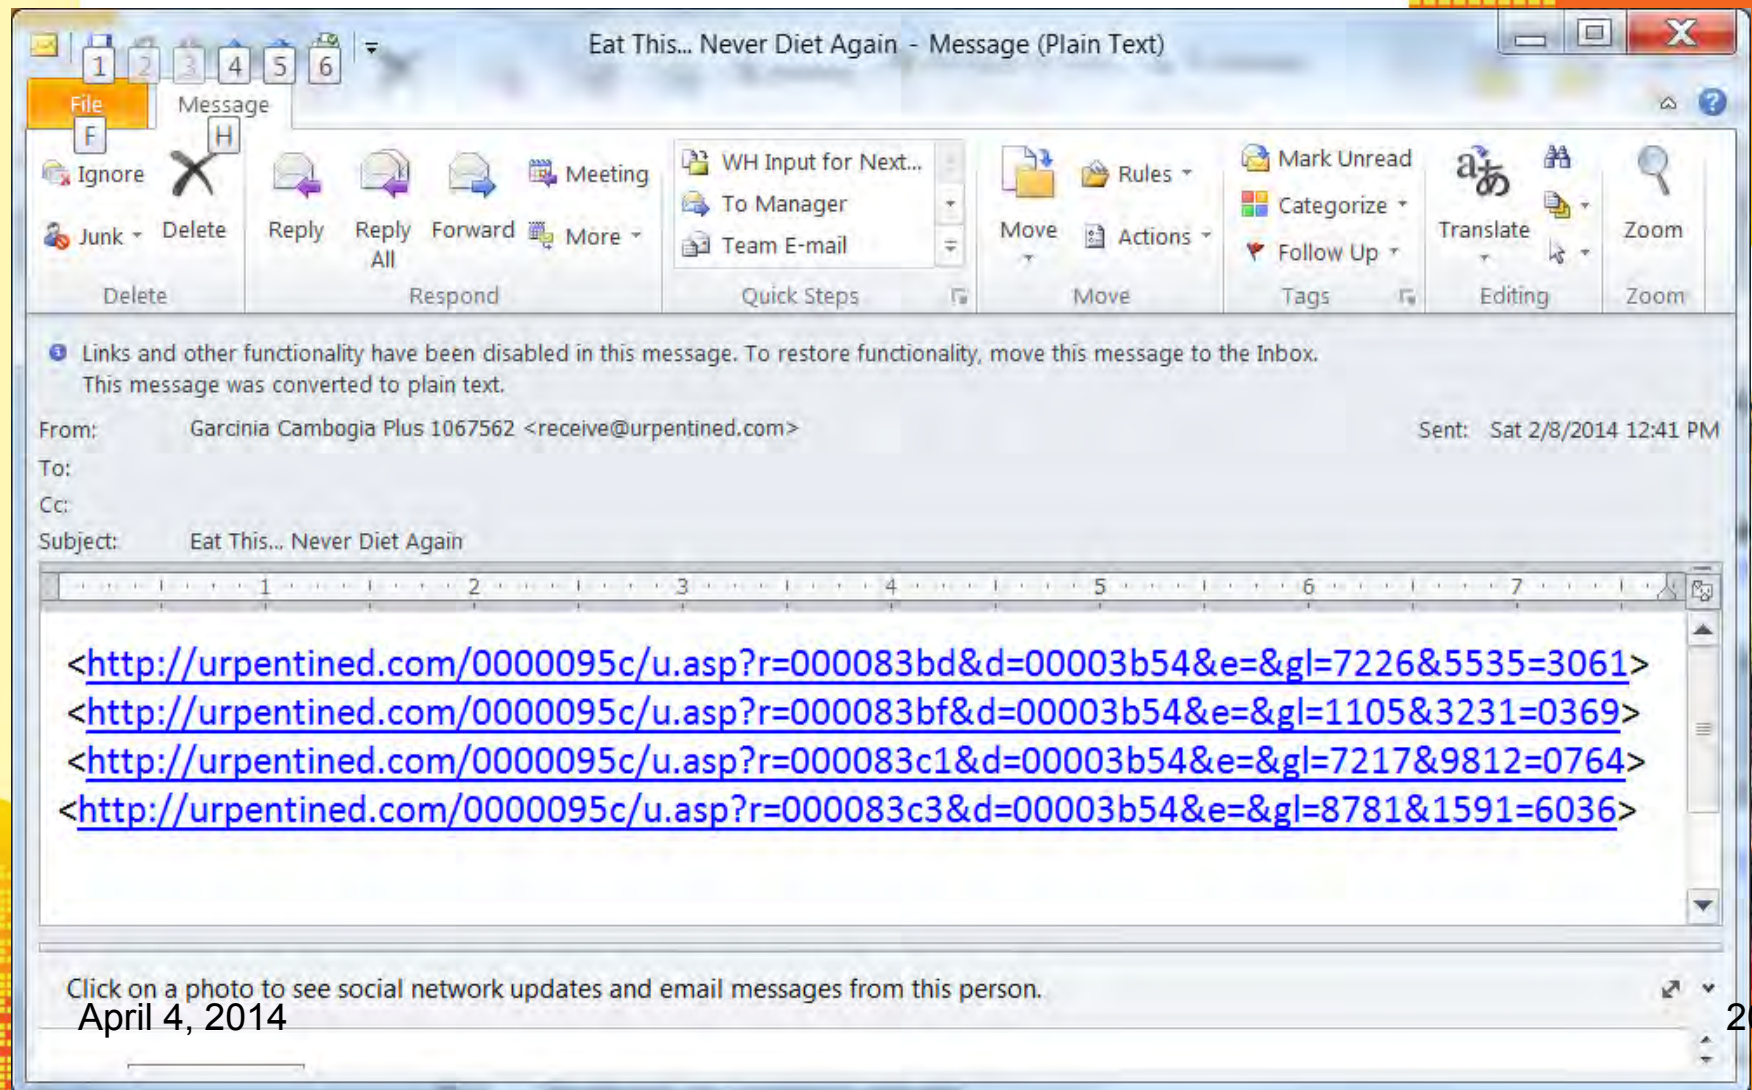 Eat This... Never Diet Again - Message (Plain Text)
1 2 3 4 5 6
File Message
F H
Ignore
Junk
Delete
Reply
Reply All
Forward
Meeting
More
WH Input for Next...
To Manager
Team E-mail
Move
Rules
Actions
Mark Unread
Categorize
Follow Up
Translate
Zoom
Delete Respond Quick Steps Move Tags Editing Zoom
Links and other functionality have been disabled in this message. To restore functionality, move this message to the Inbox.
This message was converted to plain text.
From: Garcinia Cambogia Plus 1067562 <receive@urpentined.com> Sent: Sat 2/8/2014 12:41 PM
To:
Cc:
Subject: Eat This... Never Diet Again
1 2 3 4 5 6 7
<http://urpentined.com/0000095c/u.asp?r=000083bd&d=00003b54&e=&gl=7226&5535=3061>
<http://urpentined.com/0000095c/u.asp?r=000083bf&d=00003b54&e=&gl=1105&3231=0369>
<http://urpentined.com/0000095c/u.asp?r=000083c1&d=00003b54&e=&gl=7217&9812=0764>
<http://urpentined.com/0000095c/u.asp?r=000083c3&d=00003b54&e=&gl=8781&1591=6036>
Click on a photo to see social network updates and email messages from this person.
April 4, 2014